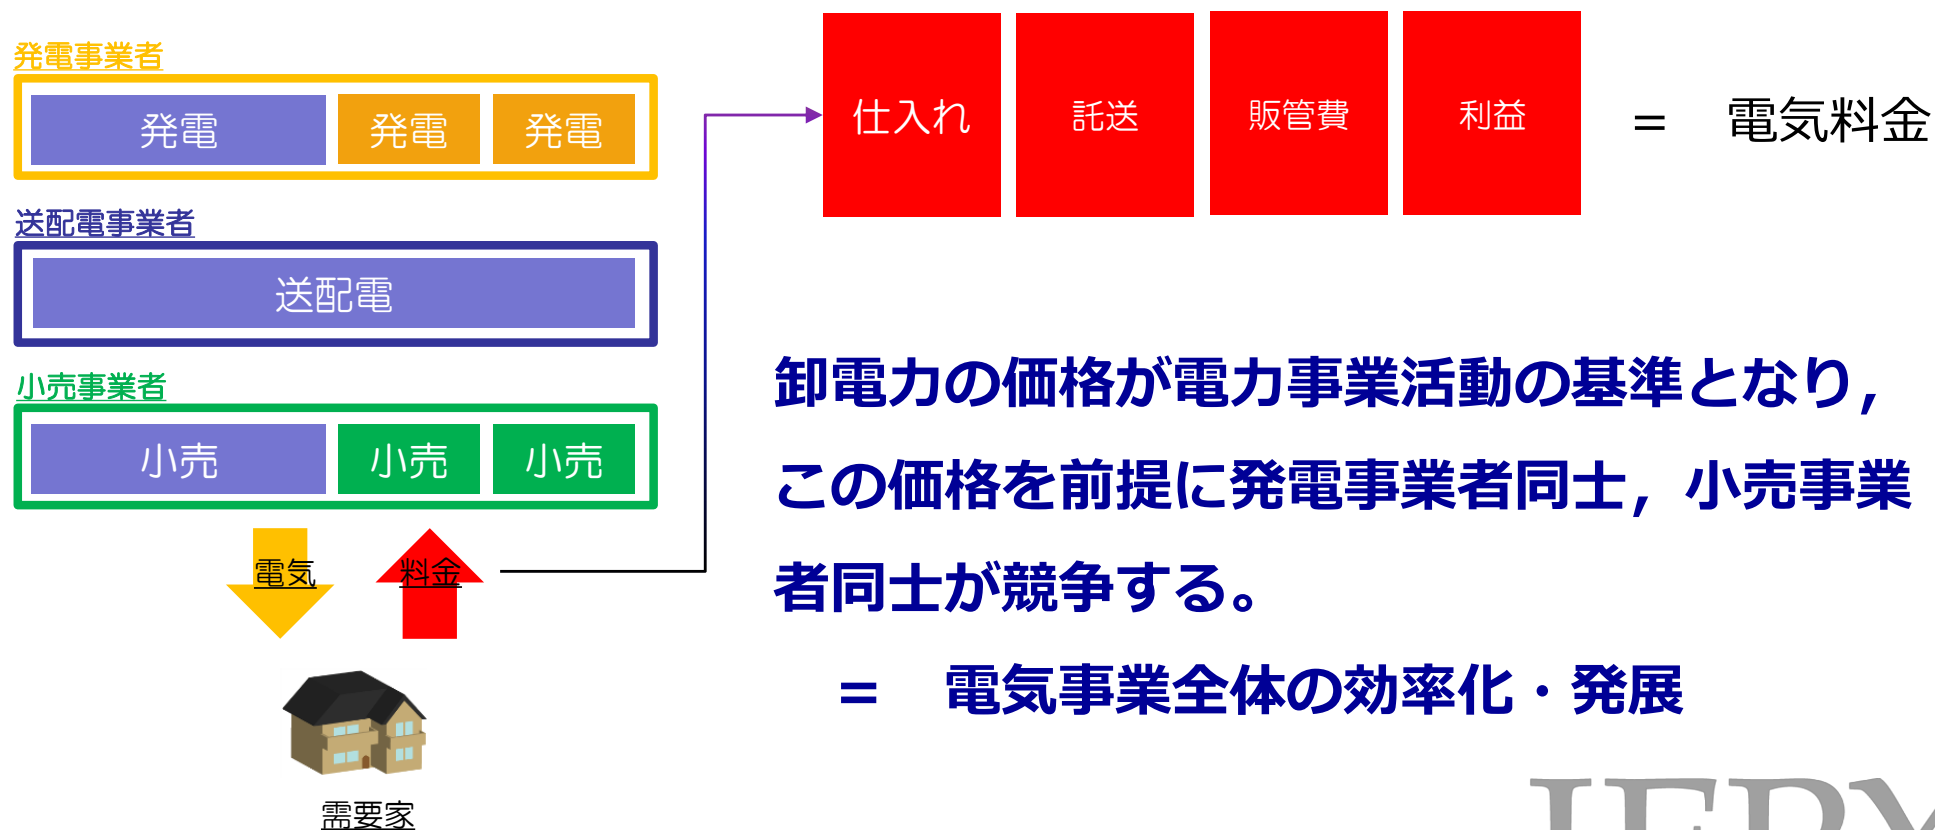 発電事業者
発電 発電 発電
送配電事業者
送配電
小売事業者
小売 小売 小売
電気 料金
需要家
仕入れ 託送 販管費 利益 = 電気料金
卸電力の価格が電力事業活動の基準となり，
この価格を前提に発電事業者同士，小売事業
者同士が競争する。
= 電気事業全体の効率化・発展